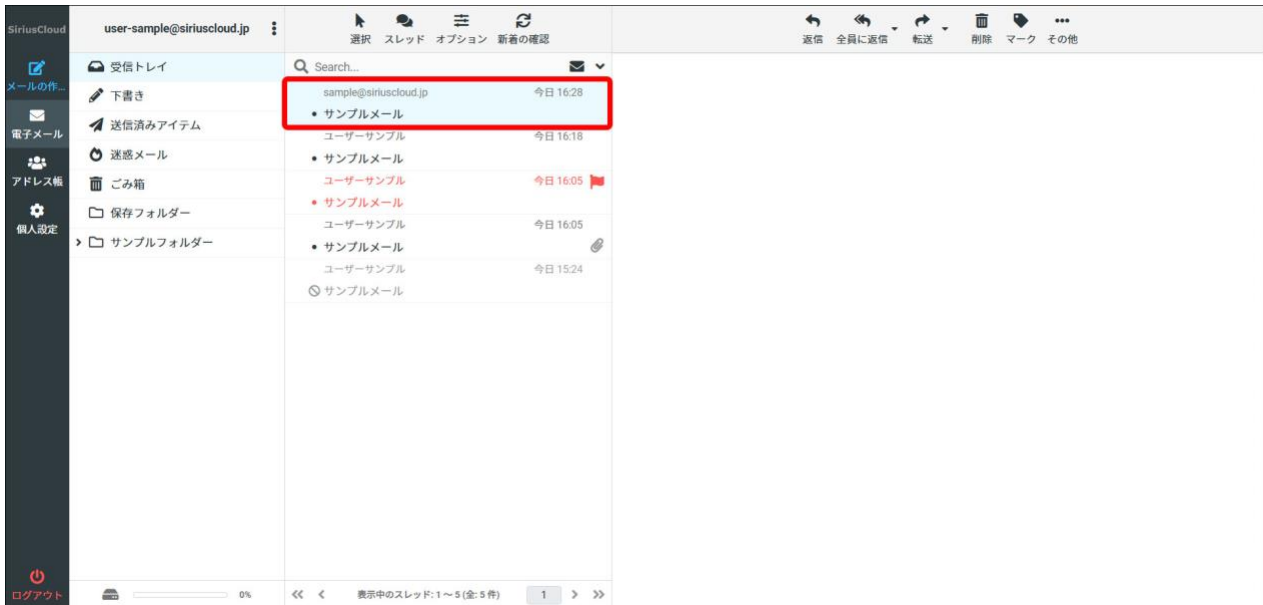 SiriusCloud
メールの作...
電子メール
アドレス帳
個人設定
ログアウト
user-sample@siriuscloud.jp
受信トレイ
下書き
送信済みアイテム
迷惑メール
ごみ箱
保存フォルダー
サンプルフォルダー
0%
選択 スレッド オプション 新着の確認
Search...
sample@siriuscloud.jp 今日 16:28
サンプルメール
ユーザーサンプル 今日 16:18
サンプルメール
ユーザーサンプル 今日 16:05
サンプルメール
ユーザーサンプル 今日 16:05
サンプルメール
ユーザーサンプル 今日 15:24
サンプルメール
表示中のスレッド: 1 ～ 5 (全: 5 件) 1
返信 全員に返信 転送 削除 マーク その他